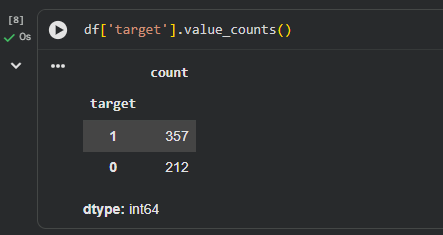 [8]
0s
df['target'].value_counts()
count
target
1 357
0 212
dtype: int64